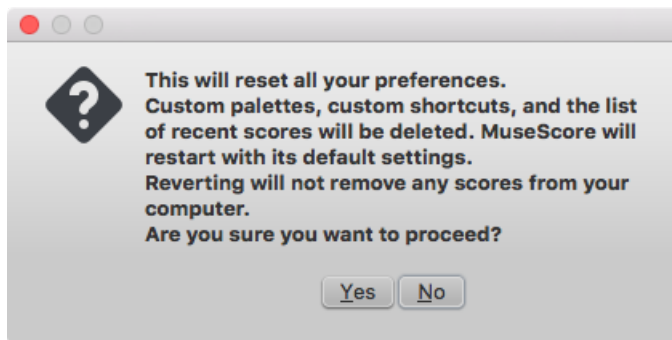 This will reset all your preferences.
Custom palettes, custom shortcuts, and the list
of recent scores will be deleted. MuseScore will
restart with its default settings.
Reverting will not remove any scores from your
computer.
Are you sure you want to proceed?
Yes No